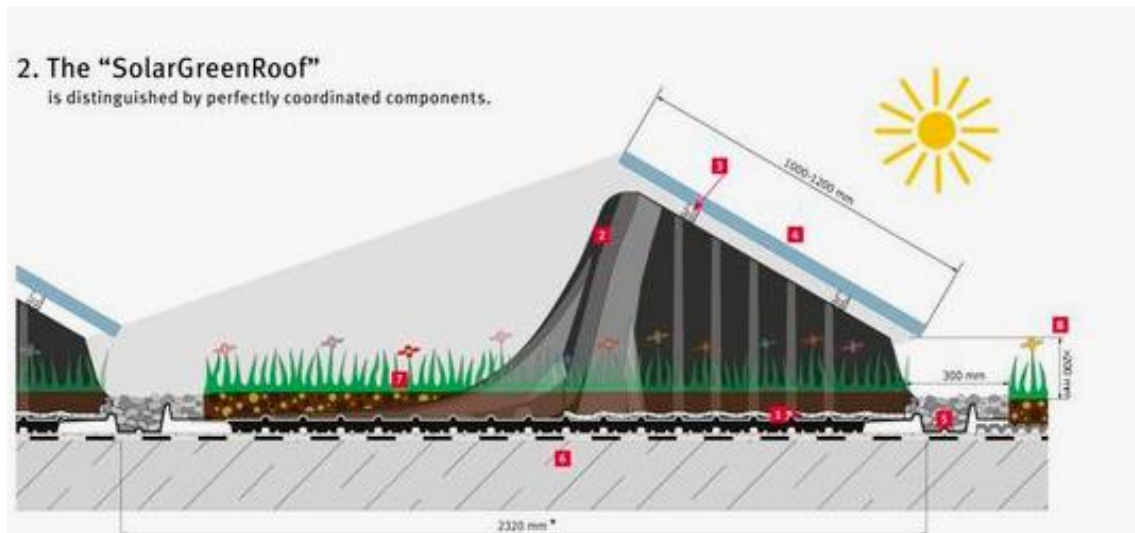 2. The “SolarGreenRoof”
is distinguished by perfectly coordinated components.
1000-1200 mm
3
2
4
8
7
300 mm
>200 mm
1
5
6
2320 mm*